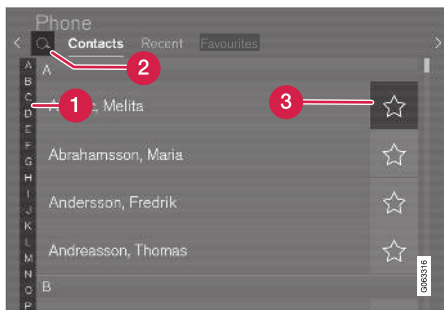 Phone
Contacts Recent Favourites
2
A
A
B
C
D
E
F
G
H
I
J
K
L
M
N
O
P
1
Melita
3
Abrahamsson, Maria
Andersson, Fredrik
Andreasson, Thomas
B
G063316